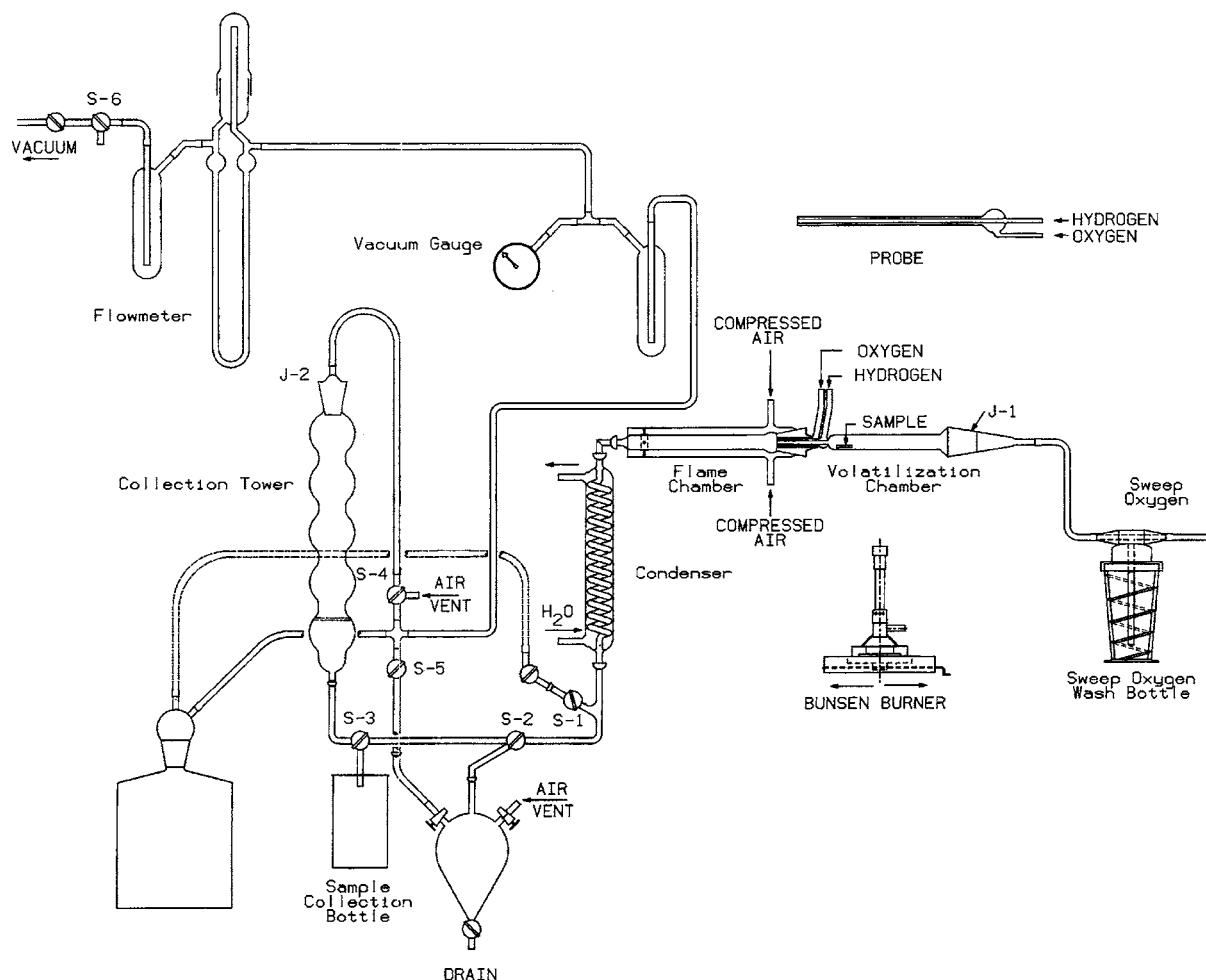 S-6
VACUUM
Flowmeter
Vacuum Gauge
HYDROGEN
OXYGEN
PROBE
J-2
COMPRESSED
AIR
OXYGEN
HYDROGEN
SAMPLE
J-1
Collection Tower
Flame
Chamber
Volatilization
Chamber
COMPRESSED
AIR
Sweep
Oxygen
Condenser
S-4
AIR
VENT
H2O
S-5
S-1
S-2
S-3
BUNSEN BURNER
Sweep Oxygen
Wash Bottle
AIR
VENT
Sample
Collection
Bottle
DRAIN